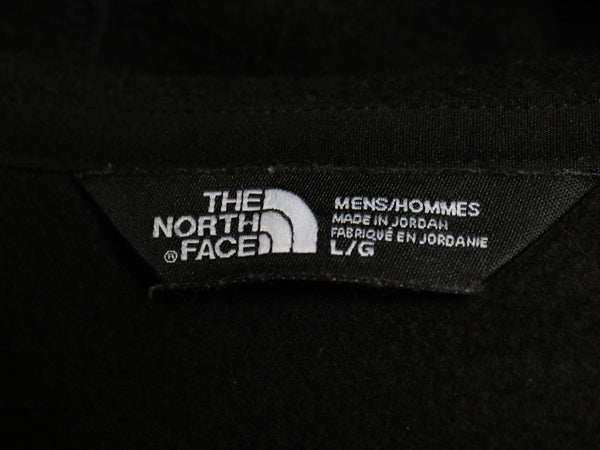 THE
NORTH
® FACE
MENS/HOMMES
MADE IN JORDAN
FABRIQUÉ EN JORDANIE
L/G